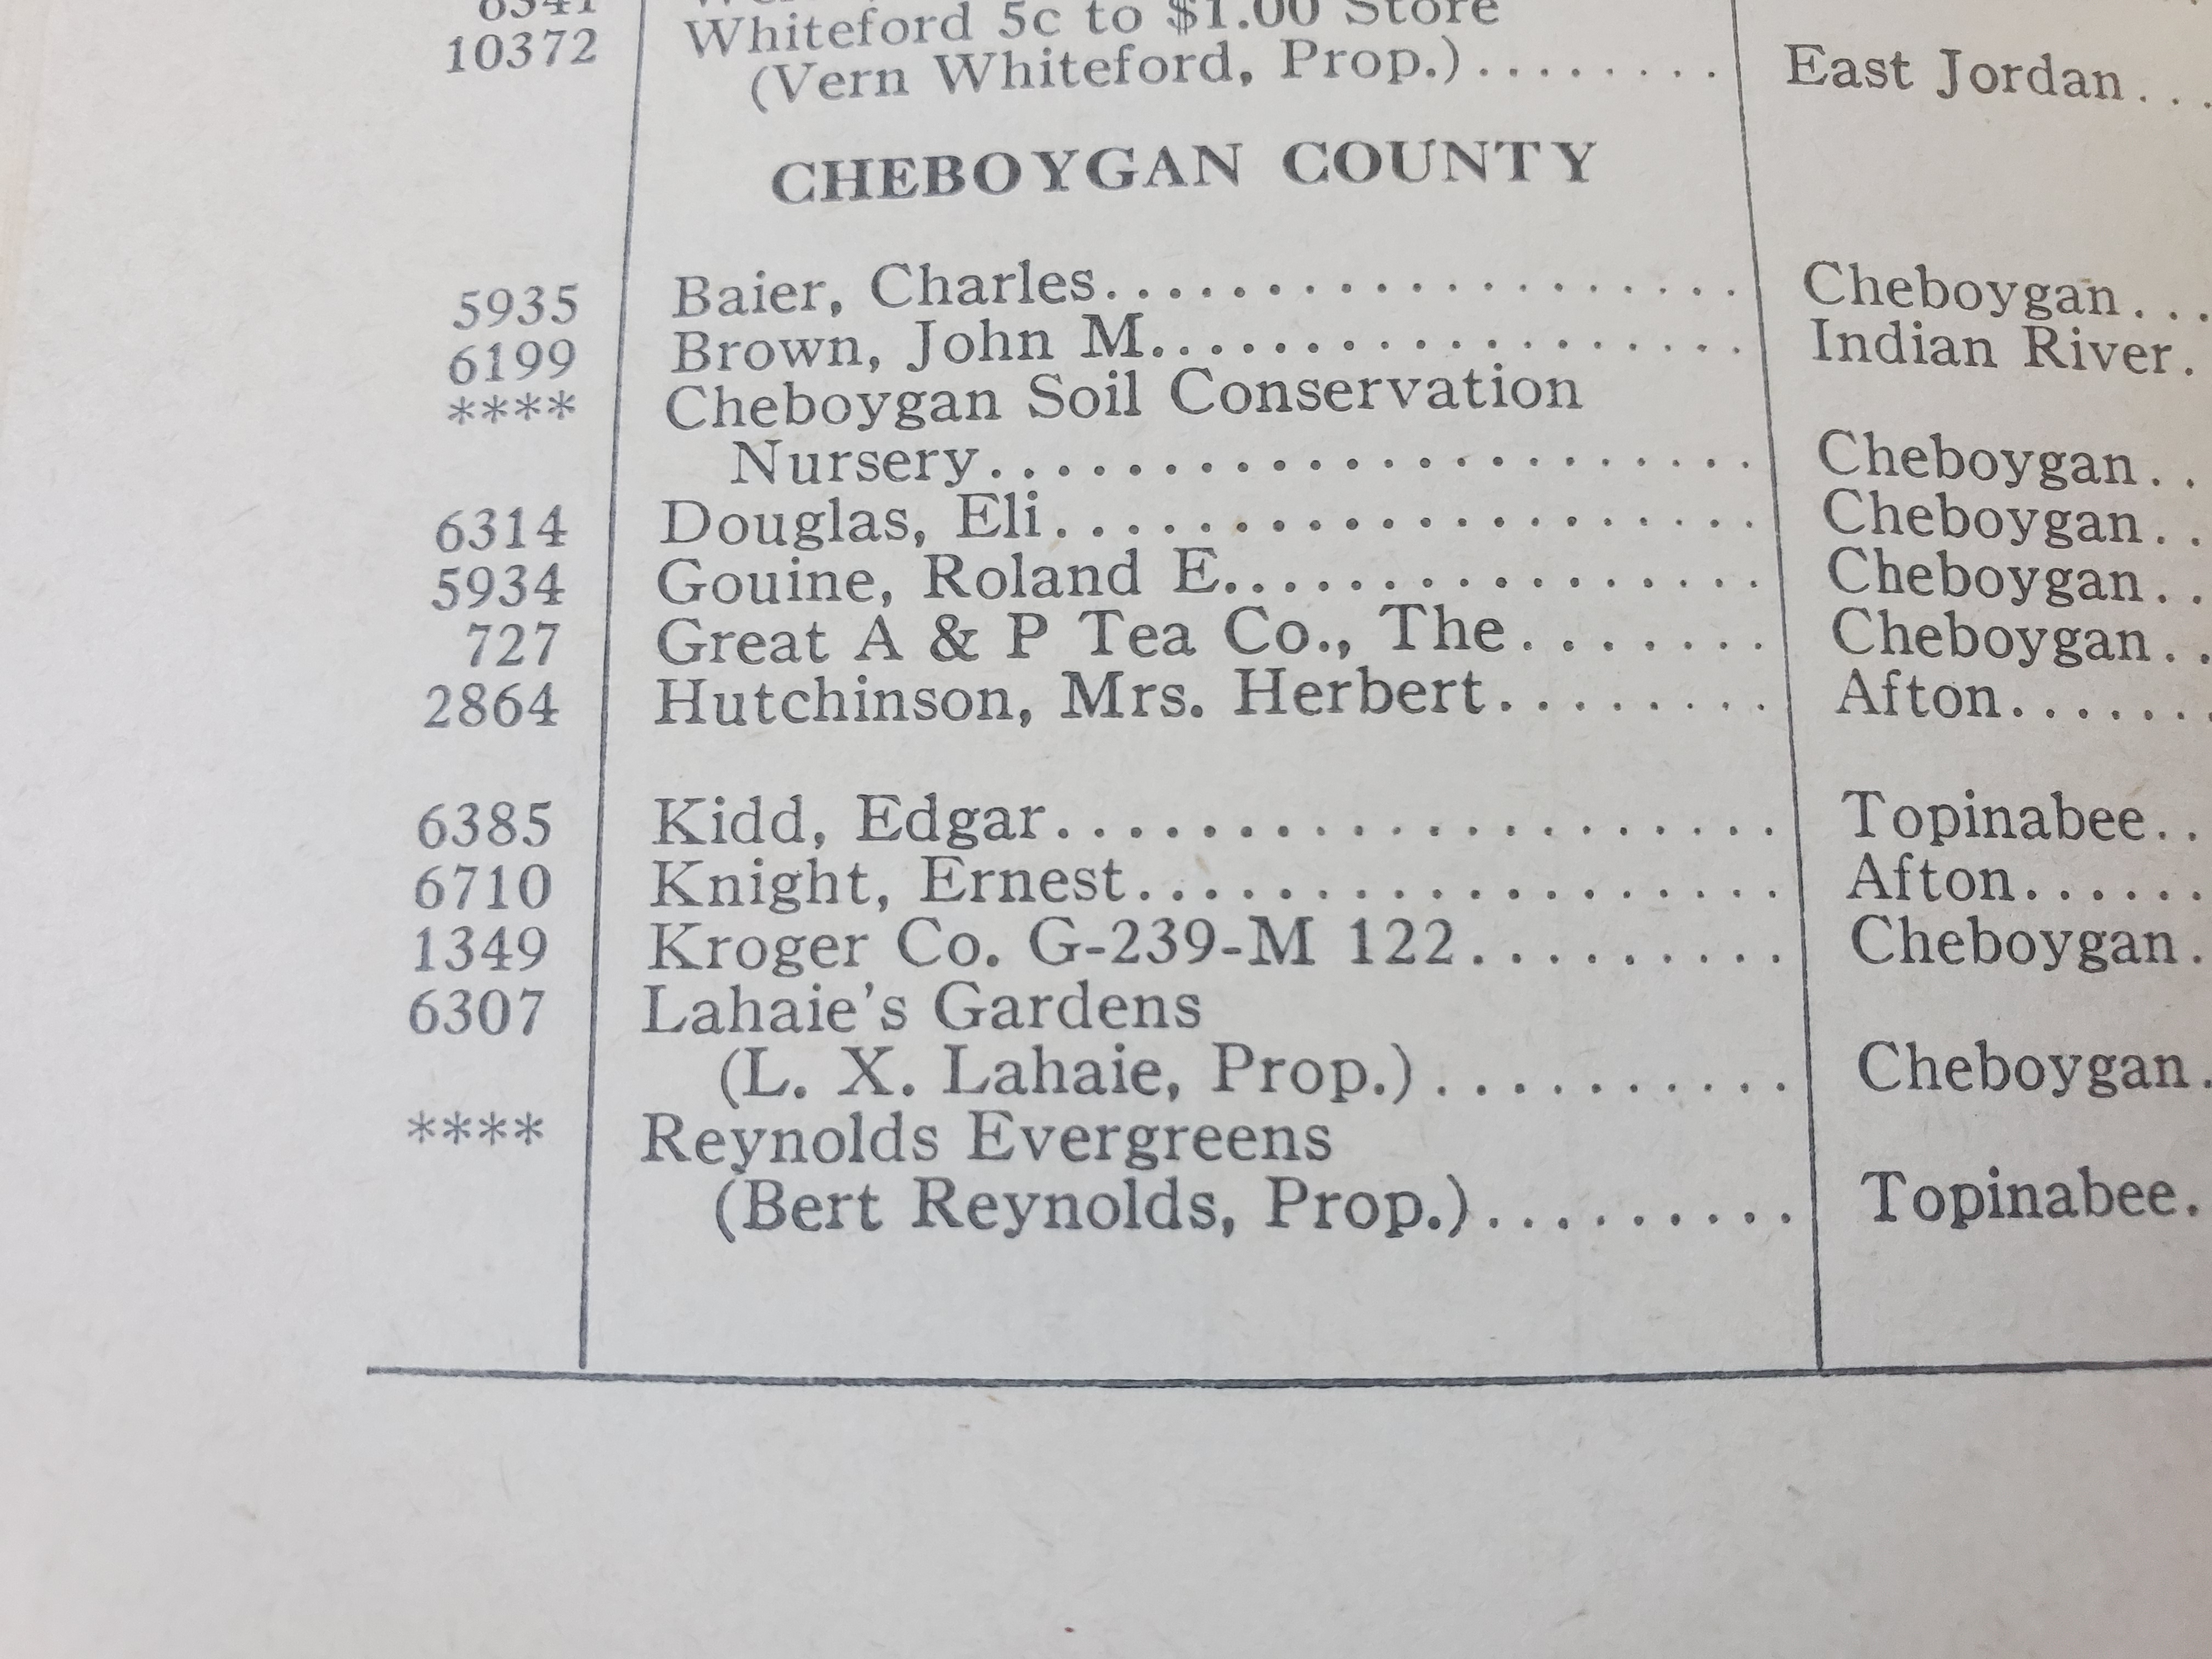 10372 Whiteford 5c to $1.00 Store
(Vern Whiteford, Prop.)........ East Jordan...
CHEBOYGAN COUNTY
5935 Baier, Charles.................... Cheboygan...
6199 Brown, John M................... Indian River.
**** Cheboygan Soil Conservation
Nursery...................... Cheboygan..
6314 Douglas, Eli..................... Cheboygan..
5934 Gouine, Roland E................. Cheboygan..
727 Great A & P Tea Co., The....... Cheboygan..
2864 Hutchinson, Mrs. Herbert........ Afton.......
6385 Kidd, Edgar..................... Topinabee..
6710 Knight, Ernest................... Afton......
1349 Kroger Co. G-239-M 122.......... Cheboygan.
6307 Lahaie's Gardens
(L. X. Lahaie, Prop.)........... Cheboygan.
**** Reynolds Evergreens
(Bert Reynolds, Prop.).......... Topinabee.